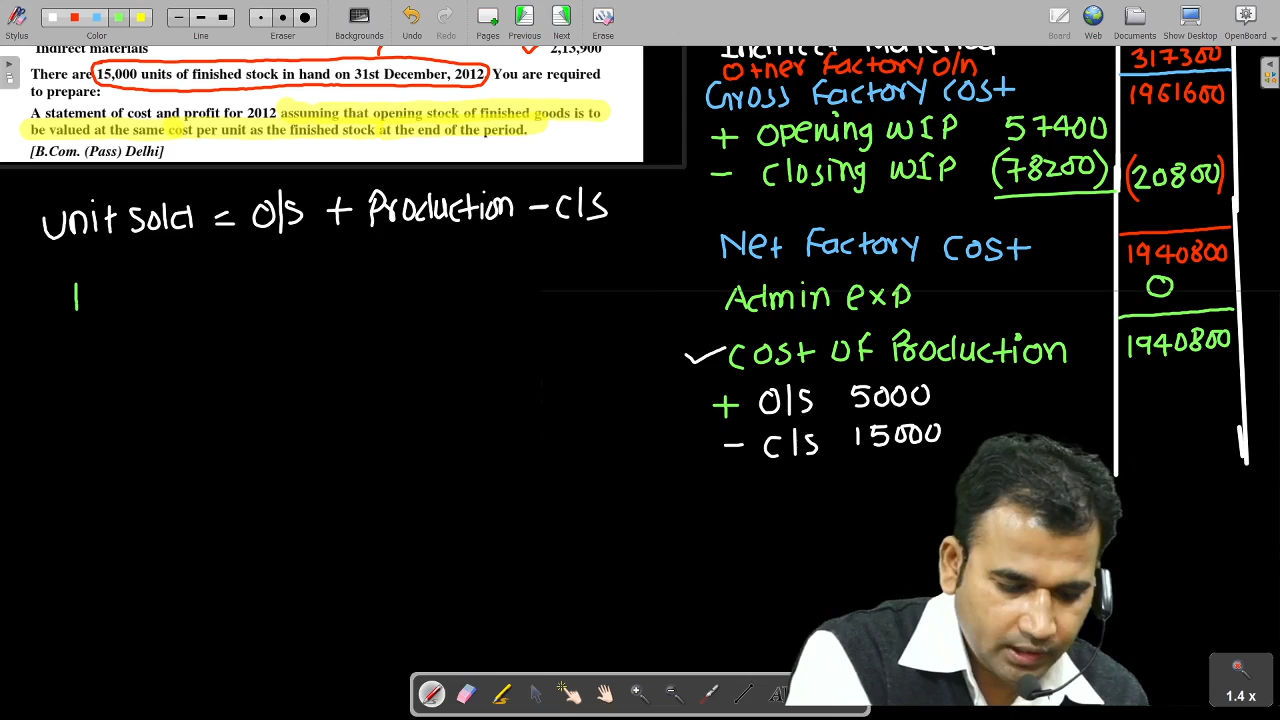 Stylus
Color
Line
Eraser
Backgrounds
Undo
Redo
Pages
Previous
Next
Erase
Board
Web
Documents
Show Desktop
OpenBoard
Indirect materials 2,13,900
There are 15,000 units of finished stock in hand on 31st December, 2012. You are required
to prepare:
A statement of cost and profit for 2012 assuming that opening stock of finished goods is to
be valued at the same cost per unit as the finished stock at the end of the period.
[B.Com. (Pass) Delhi]
unit sold = O/S + Production - C/S
Other factory o/h 317300
Gross Factory Cost 1961600
+ Opening WIP 57400
- Closing WIP (78200) (20800)
Net Factory Cost 1940800
Admin exp 0
Cost Of Production 1940800
+ O/S 5000
- C/S 15000
1.4 x